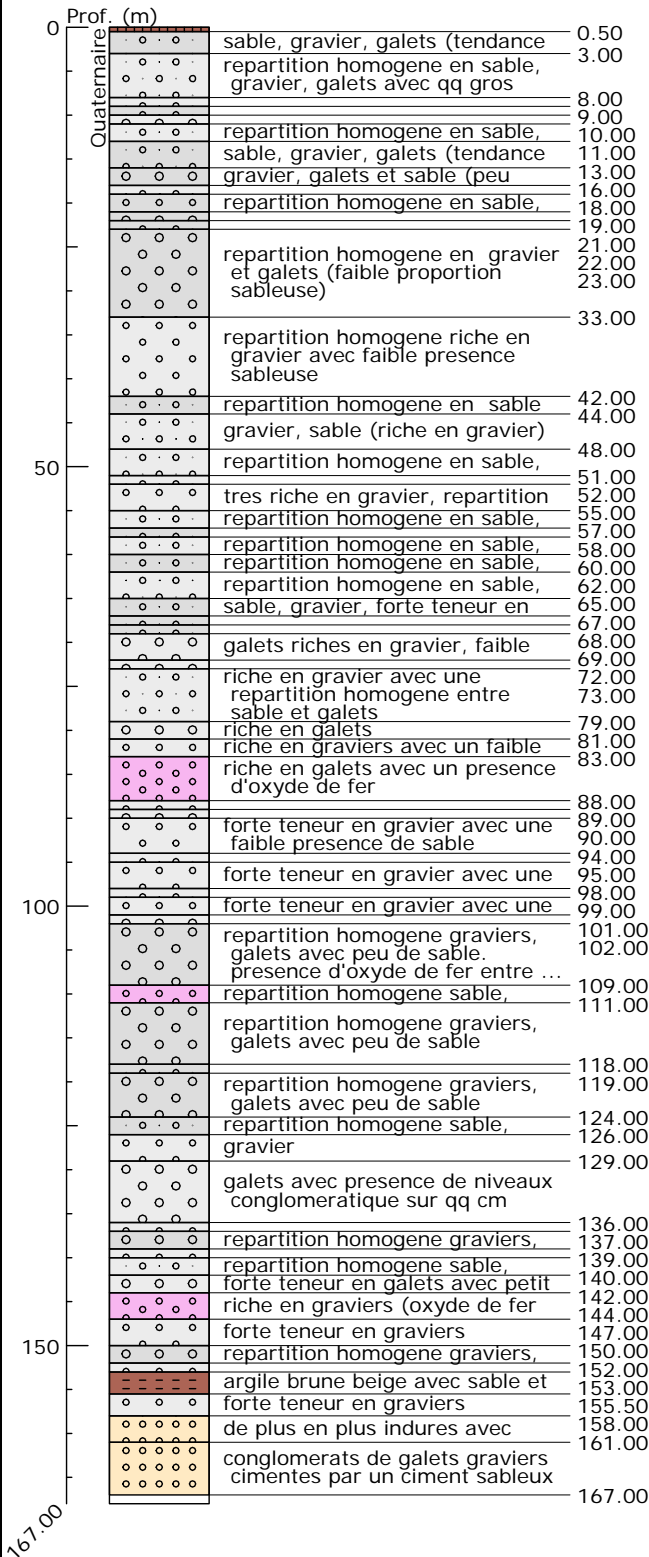 Prof. (m)
0
Quaternaire
0.50
sable, gravier, galets (tendance
3.00
repartition homogene en sable,
gravier, galets avec qq gros
8.00
9.00
repartition homogene en sable,
10.00
sable, gravier, galets (tendance
11.00
13.00
gravier, galets et sable (peu
16.00
repartition homogene en sable,
18.00
19.00
21.00
repartition homogene en  gravier
et galets (faible proportion
sableuse)
22.00
23.00
33.00
repartition homogene riche en
gravier avec faible presence
sableuse
42.00
repartition homogene en  sable
44.00
gravier, sable (riche en gravier)
48.00
50
repartition homogene en sable,
51.00
52.00
tres riche en gravier, repartition
55.00
repartition homogene en sable,
57.00
repartition homogene en sable,
58.00
repartition homogene en sable,
60.00
repartition homogene en sable,
62.00
65.00
sable, gravier, forte teneur en
67.00
68.00
galets riches en gravier, faible
69.00
72.00
riche en gravier avec une
repartition homogene entre
sable et galets
73.00
79.00
riche en galets
81.00
riche en graviers avec un faible
83.00
riche en galets avec un presence
d'oxyde de fer
88.00
89.00
forte teneur en gravier avec une
faible presence de sable
90.00
94.00
forte teneur en gravier avec une
95.00
98.00
100
forte teneur en gravier avec une
99.00
101.00
repartition homogene graviers,
galets avec peu de sable.
presence d'oxyde de fer entre ...
102.00
109.00
repartition homogene sable,
111.00
repartition homogene graviers,
galets avec peu de sable
118.00
119.00
repartition homogene graviers,
galets avec peu de sable
124.00
repartition homogene sable,
126.00
gravier
129.00
galets avec presence de niveaux
conglomeratique sur qq cm
136.00
137.00
repartition homogene graviers,
139.00
repartition homogene sable,
140.00
forte teneur en galets avec petit
142.00
riche en graviers (oxyde de fer
144.00
forte teneur en graviers
147.00
150
150.00
repartition homogene graviers,
152.00
153.00
argile brune beige avec sable et
155.50
forte teneur en graviers
158.00
de plus en plus indures avec
161.00
conglomerats de galets graviers
cimentes par un ciment sableux
167.00
167.00